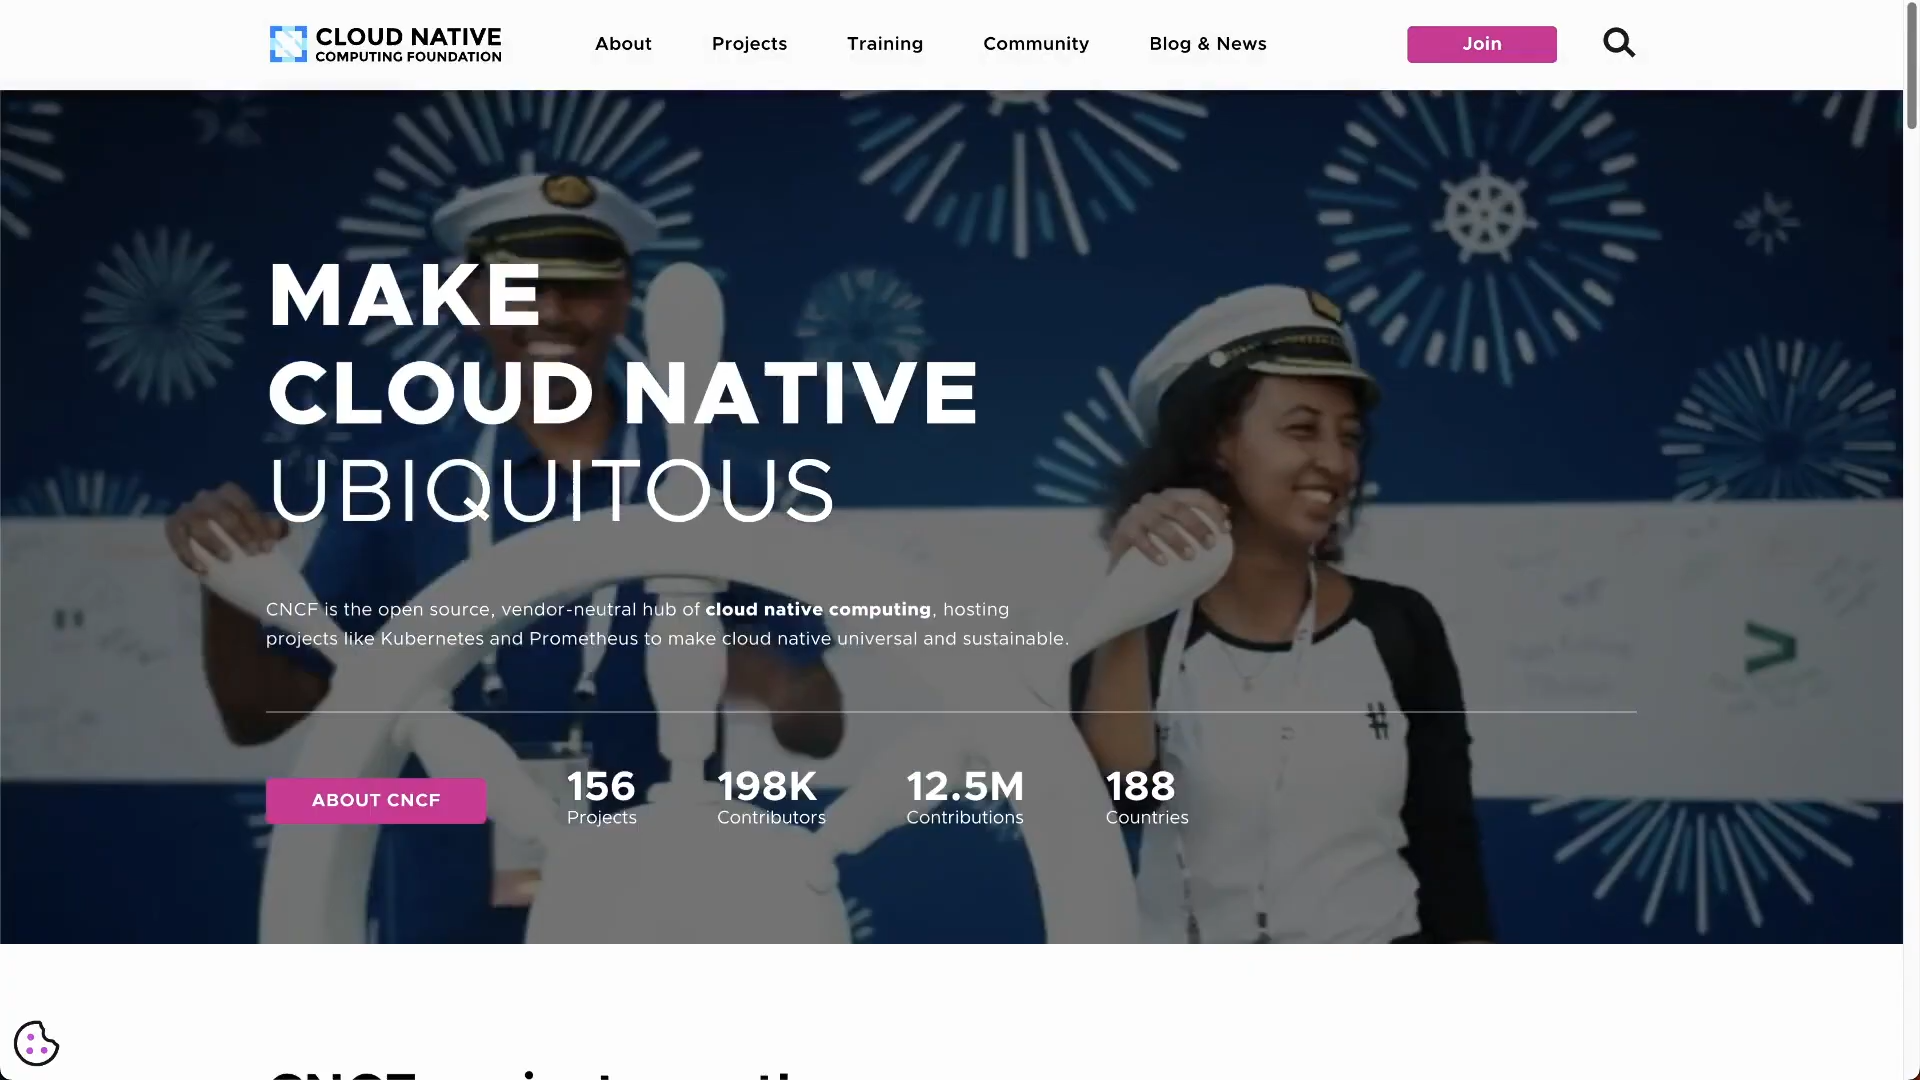 CLOUD NATIVE
COMPUTING FOUNDATION
About
Projects
Training
Community
Blog & News
Join
MAKE
CLOUD NATIVE
UBIQUITOUS
CNCF is the open source, vendor-neutral hub of cloud native computing, hosting
projects like Kubernetes and Prometheus to make cloud native universal and sustainable.
ABOUT CNCF
156
Projects
198K
Contributors
12.5M
Contributions
188
Countries